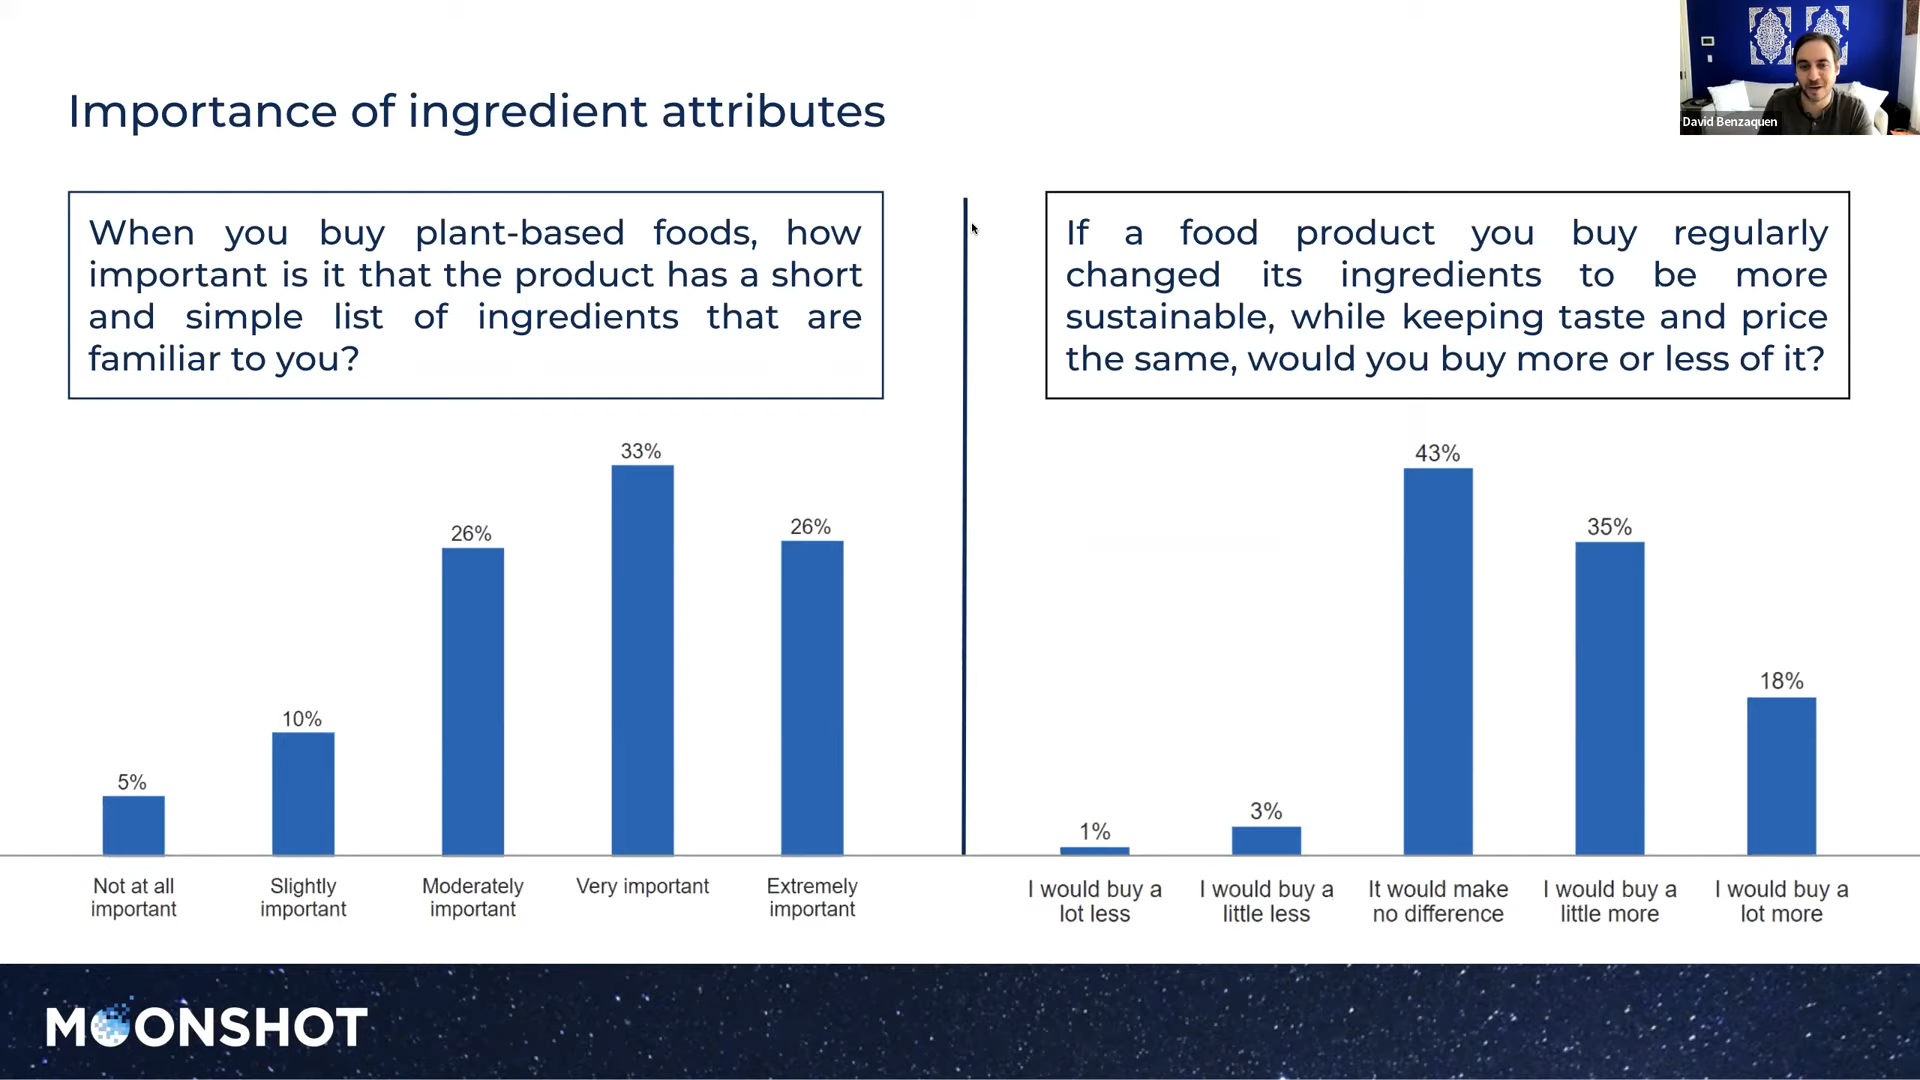 Importance of ingredient attributes
David Benzaquen
When you buy plant-based foods, how
important is it that the product has a short
and simple list of ingredients that are
familiar to you?
33%
26%
26%
10%
5%
Not at all
important
Slightly
important
Moderately
important
Very important
Extremely
important
If a food product you buy regularly
changed its ingredients to be more
sustainable, while keeping taste and price
the same, would you buy more or less of it?
43%
35%
18%
3%
1%
I would buy a
lot less
I would buy a
little less
It would make
no difference
I would buy a
little more
I would buy a
lot more
MOONSHOT